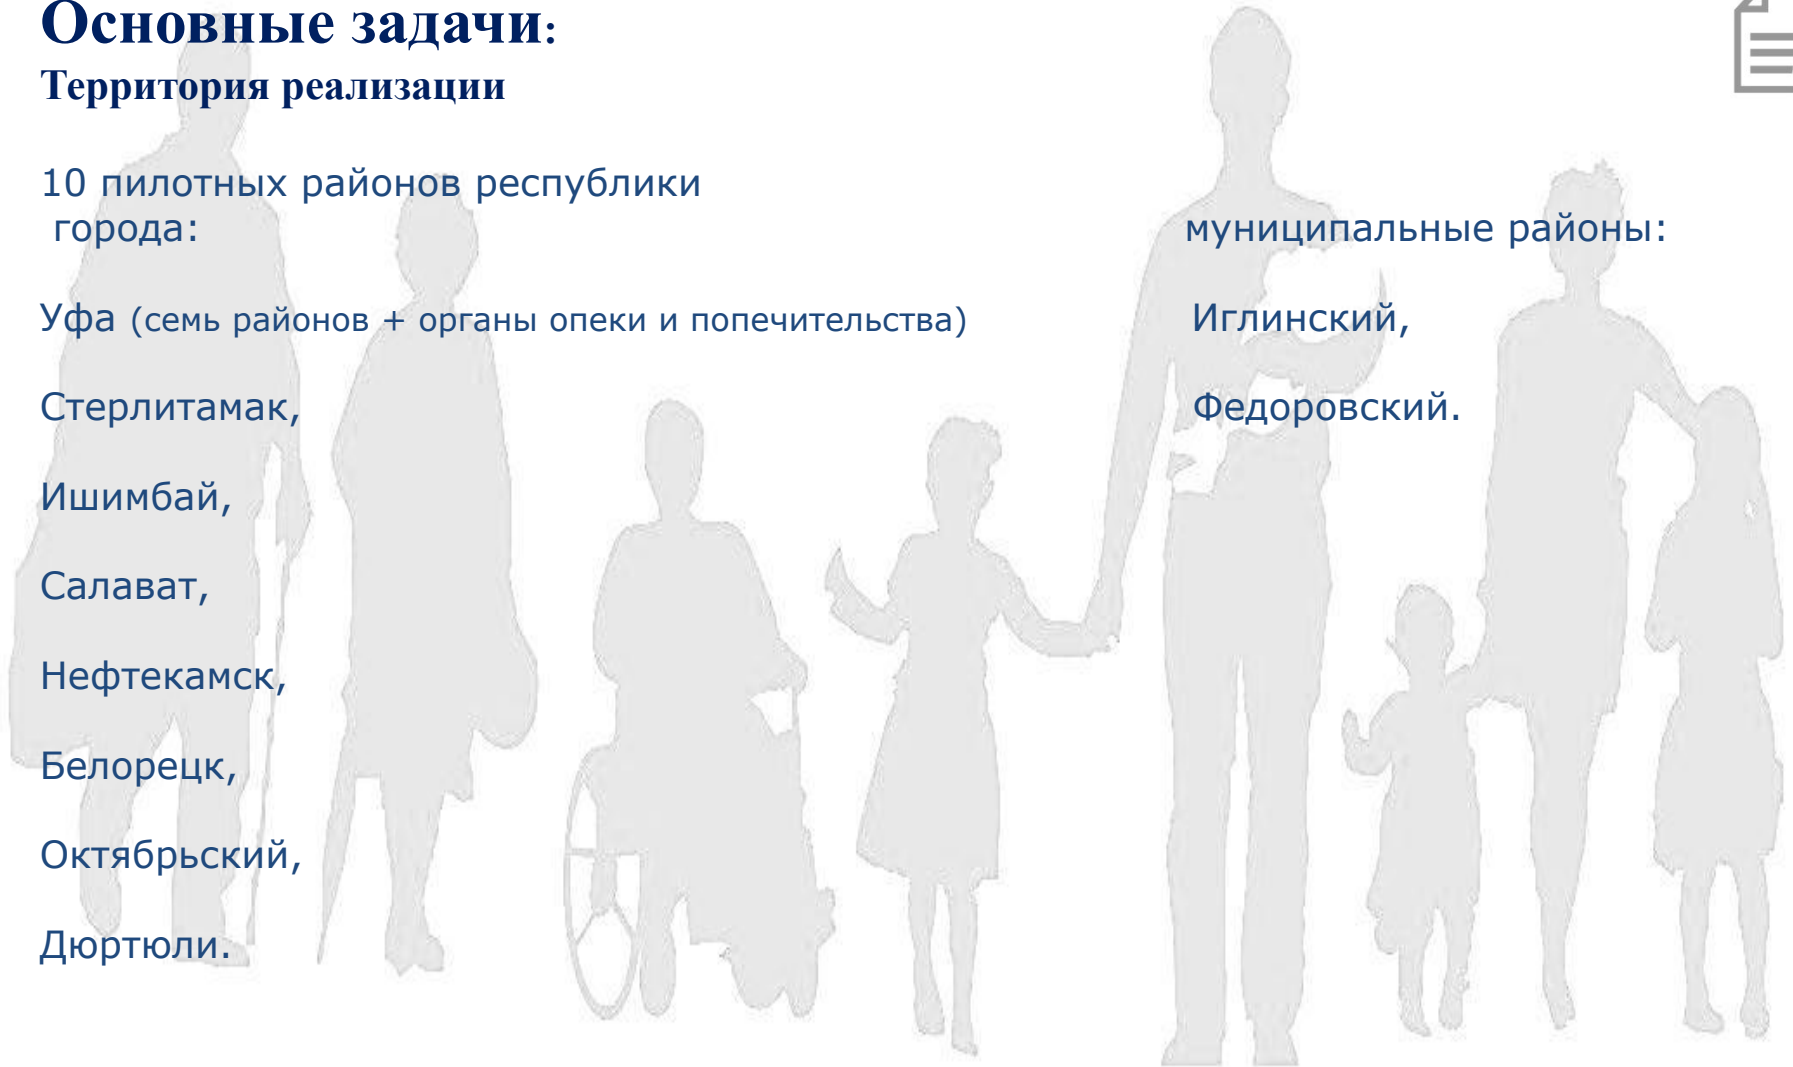 Основные задачи:
Территория реализации
10 пилотных районов республики
города:
Уфа (семь районов + органы опеки и попечительства)
Стерлитамак,
Ишимбай,
Салават,
Нефтекамск,
Белорецк,
Октябрьский,
Дюртюли.
муниципальные районы:
Иглинский,
Федоровский.